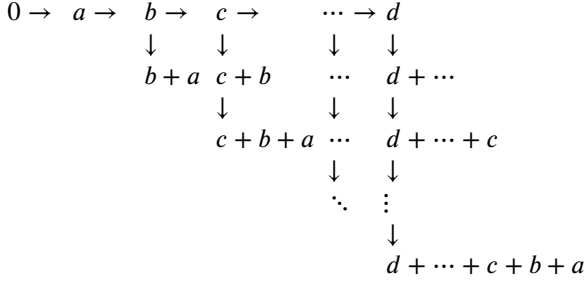 0 → a → b → c → ⋯ → d
↓ ↓ ↓ ↓
b + a c + b ⋯ d + ⋯
↓ ↓ ↓
c + b + a ⋯ d + ⋯ + c
↓ ↓
⋱ ⋮
↓
d + ⋯ + c + b + a